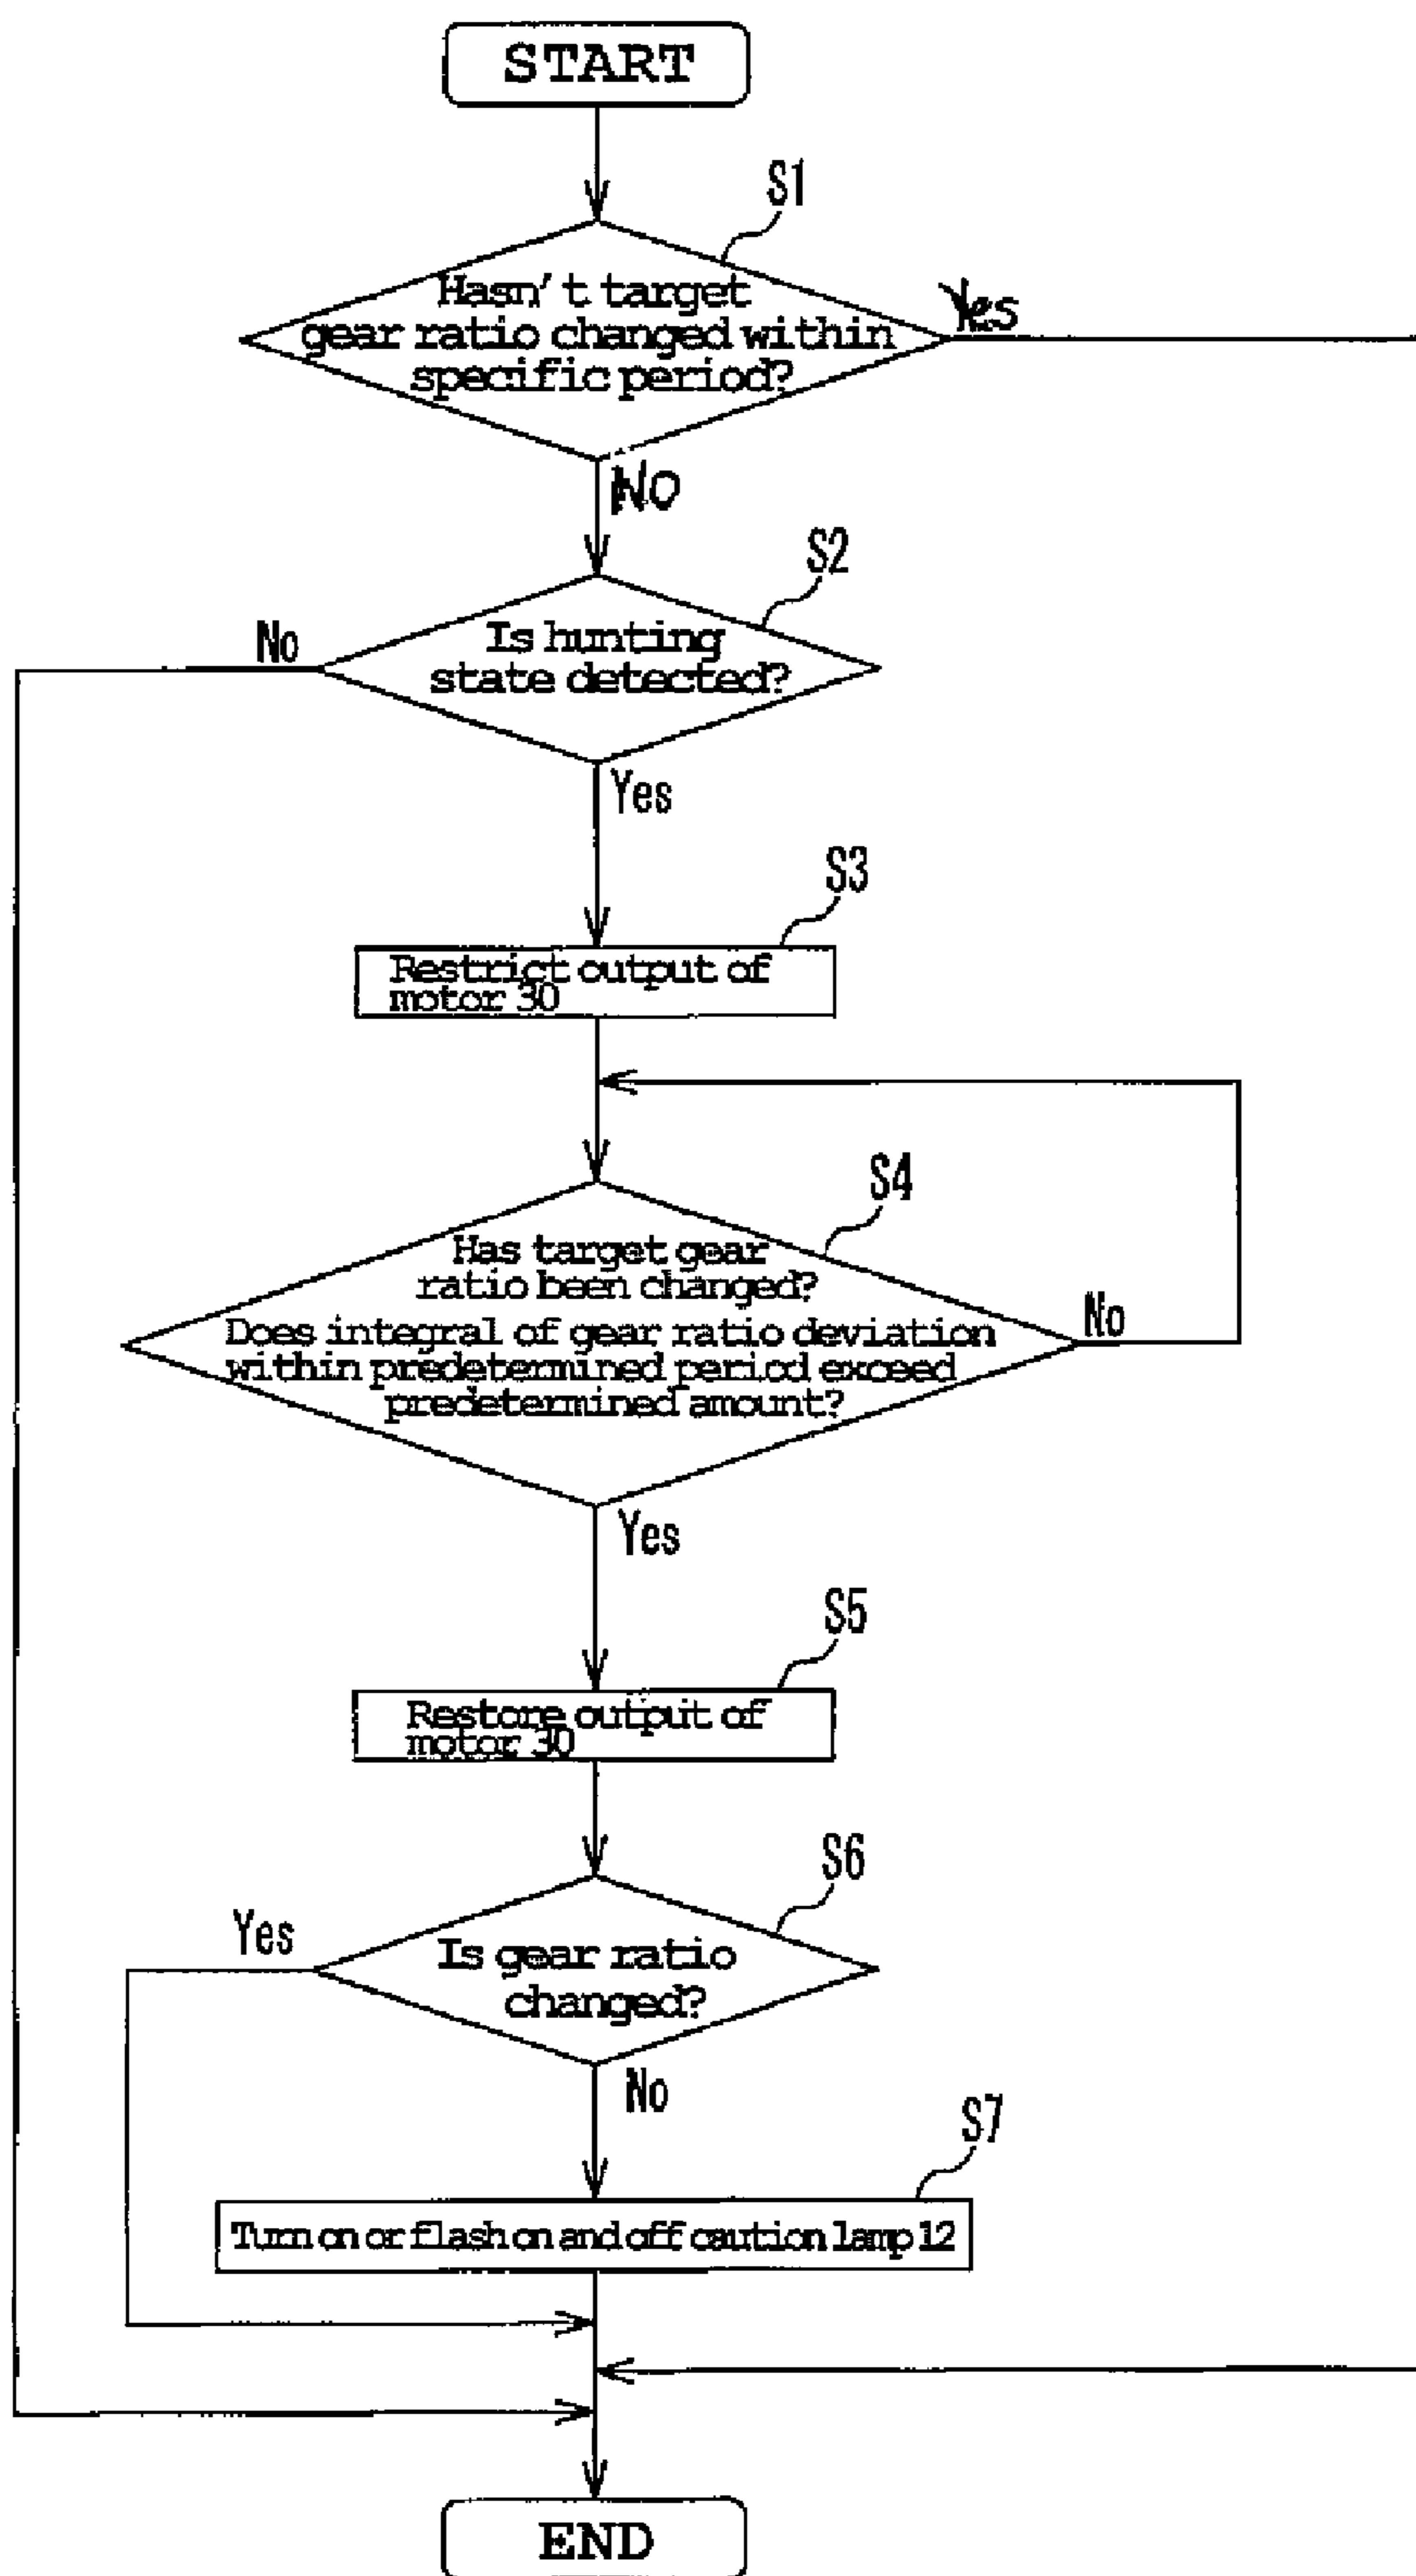 START
S1
Hasn't target
gear ratio changed within
specific period?
Yes
No
S2
Is hunting
state detected?
No
Yes
S3
Restrict output of
motor 30
S4
Has target gear
ratio been changed?
Does integral of gear ratio deviation
within predetermined period exceed
predetermined amount?
No
Yes
S5
Restore output of
motor 30
S6
Yes
Is gear ratio
changed?
No
S7
Turn on or flash on and off caution lamp 12
END